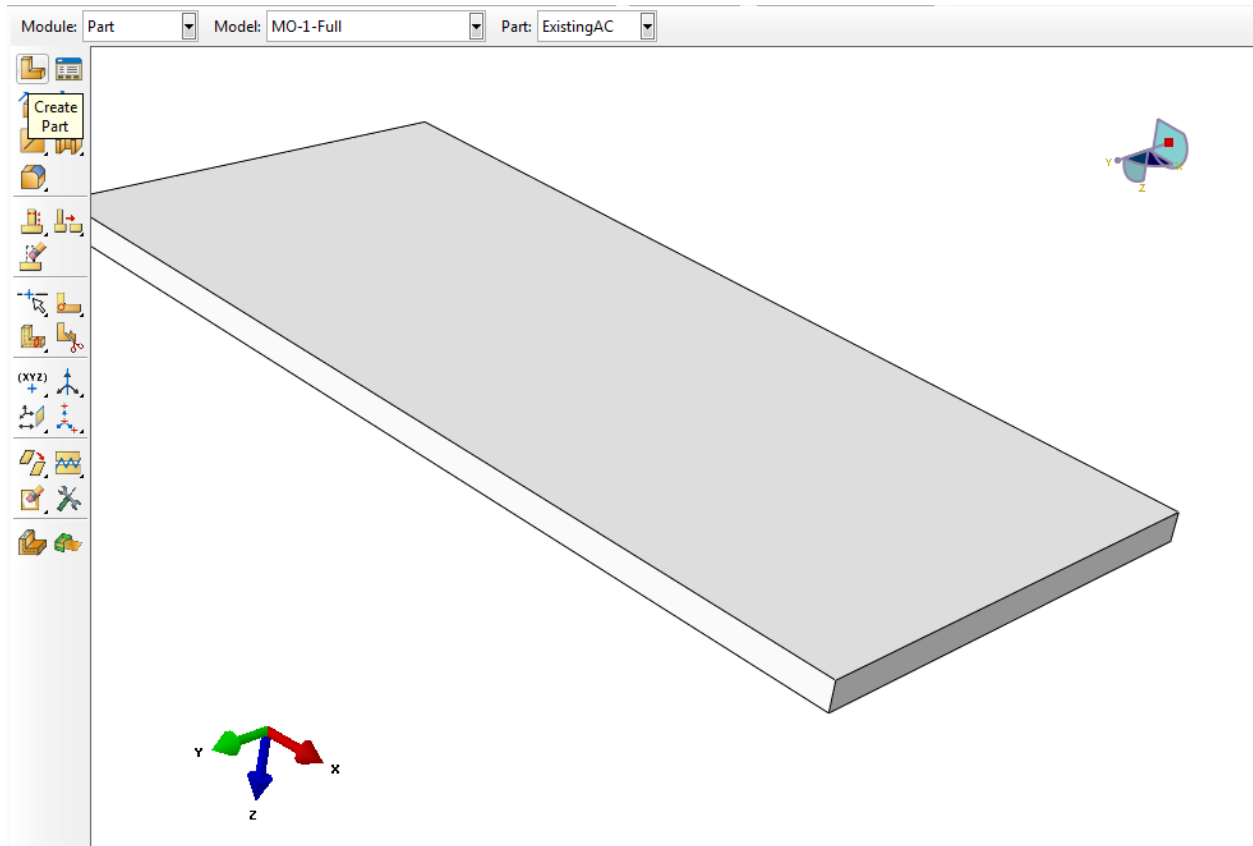 Module: Part Model: MO-1-Full Part: ExistingAC
Create
Part
(XYZ)
Y
X
Z
Y
X
Z